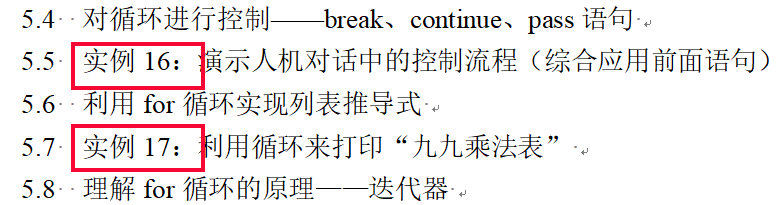 5.4 对循环进行控制——break、continue、pass 语句
5.5 实例 16：演示人机对话中的控制流程（综合应用前面语句）
5.6 利用 for 循环实现列表推导式
5.7 实例 17：利用循环来打印“九九乘法表”
5.8 理解 for 循环的原理——迭代器